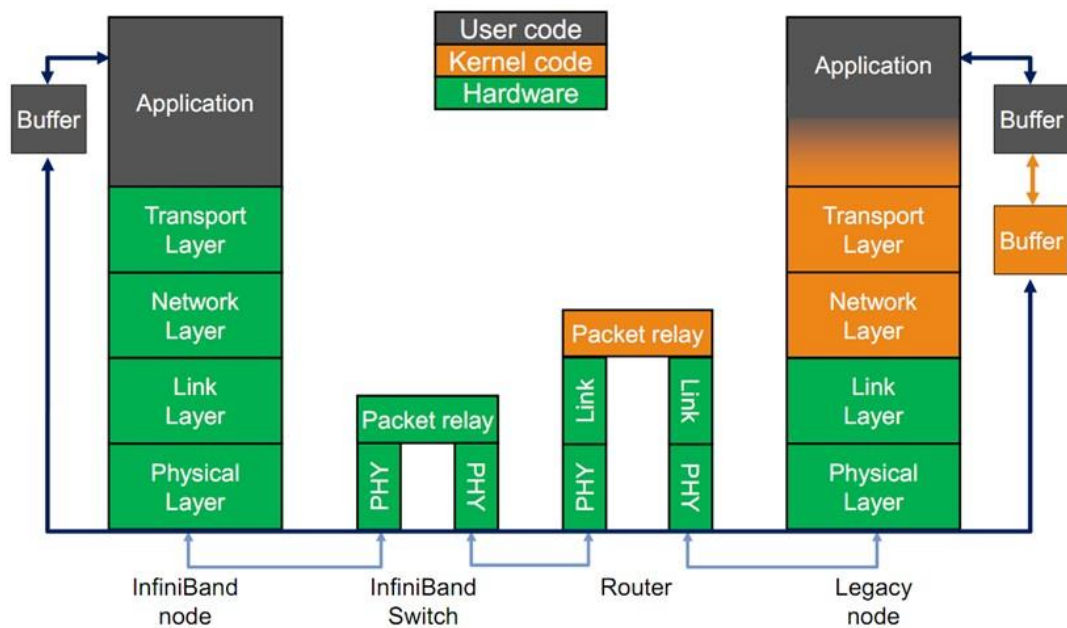 User code
Kernel code
Hardware
Application
Buffer
Transport
Layer
Network
Layer
Link
Layer
Physical
Layer
Packet relay
PHY
PHY
Packet relay
Link
Link
PHY
PHY
Application
Buffer
Buffer
Transport
Layer
Network
Layer
Link
Layer
Physical
Layer
InfiniBand
node
InfiniBand
Switch
Router
Legacy
node